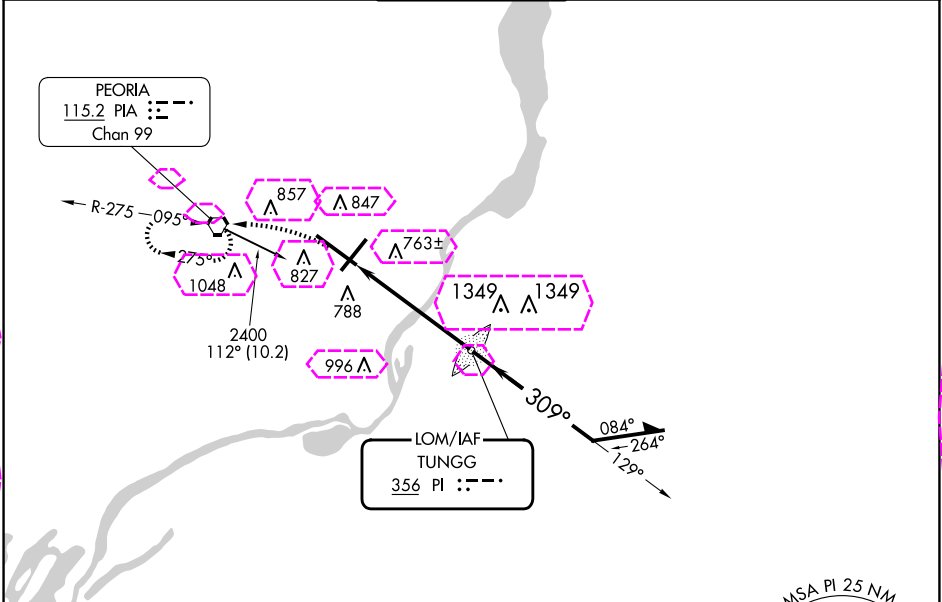 PEORIA
115.2 PIA
Chan 99
R-275
095°
275°
857
847
763±
827
1048
788
1349
1349
2400
112° (10.2)
996
309°
LOM/IAF
TUNGG
356 PI
084°
264°
129°
MSA PI 25 NM